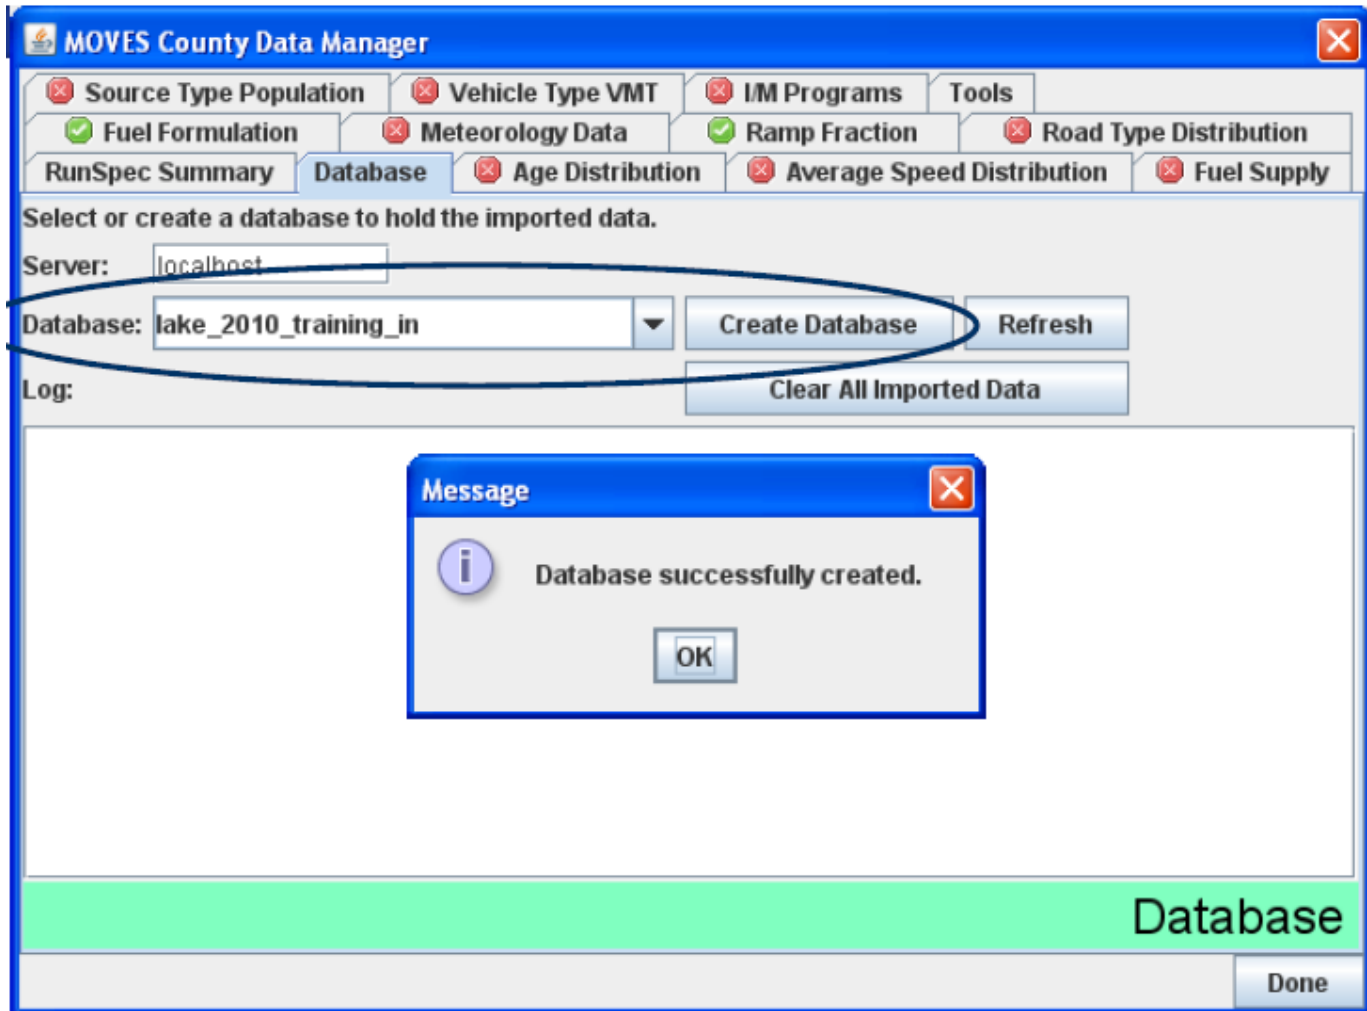 MOVES County Data Manager
Source Type Population Vehicle Type VMT I/M Programs Tools
Fuel Formulation Meteorology Data Ramp Fraction Road Type Distribution
RunSpec Summary Database Age Distribution Average Speed Distribution Fuel Supply
Select or create a database to hold the imported data.
Server: localhost
Database: lake_2010_training_in Create Database Refresh
Log: Clear All Imported Data
Message
i Database successfully created.
OK
Database
Done